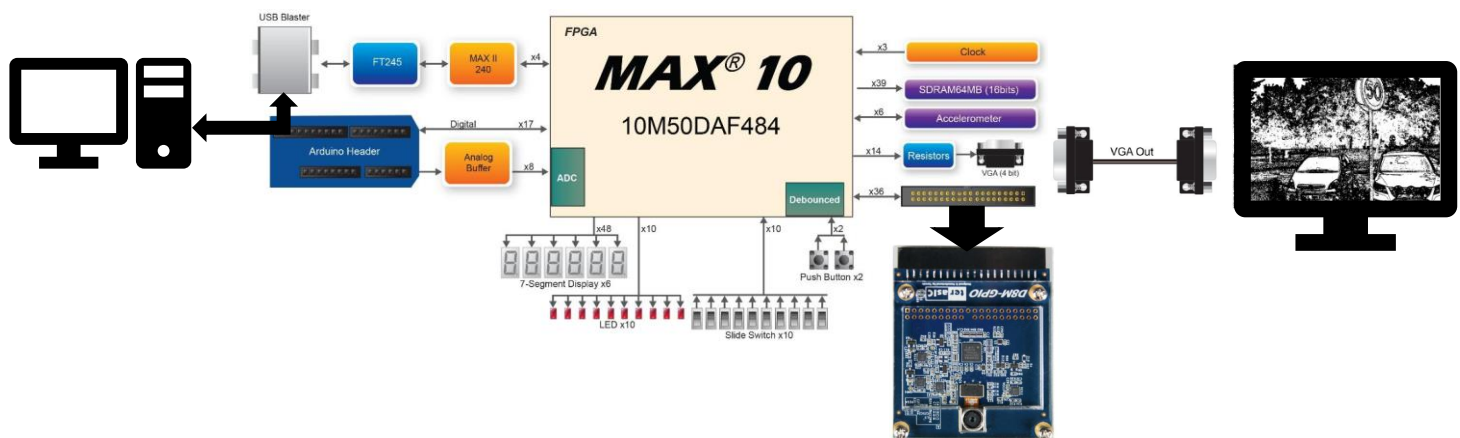 USB Blaster
FPGA
MAX® 10
10M50DAF484
FT245
MAX II
240
x4
x3
Clock
x39
SDRAM64MB (16bits)
x6
Accelerometer
Digital
x17
Arduino Header
Analog
Buffer
x8
ADC
x14
Resistors
VGA (4 bit)
VGA Out
50
Debounced
x36
x48
x10
x10
x2
7-Segment Display x6
Push Button x2
LED x10
Slide Switch x10
D8M-GPIO
terasIC